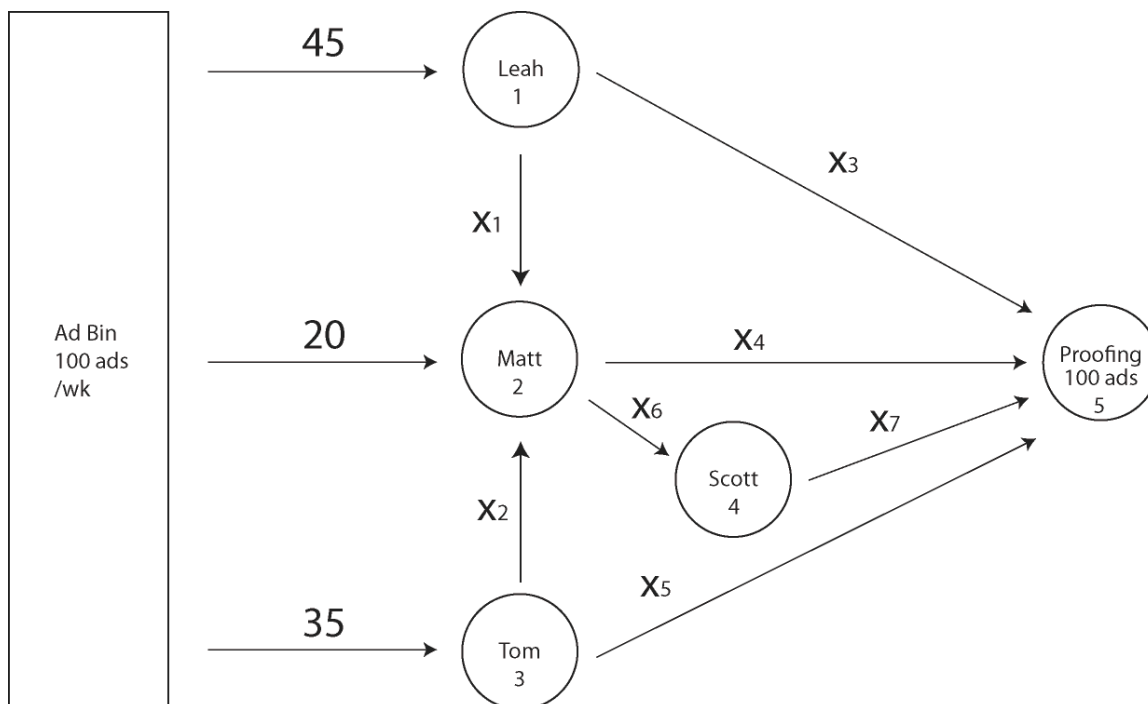 45
Leah
1
x3
x1
Ad Bin
100 ads
/wk
20
Matt
2
x4
Proofing
100 ads
5
x6
x7
Scott
4
x2
x5
35
Tom
3